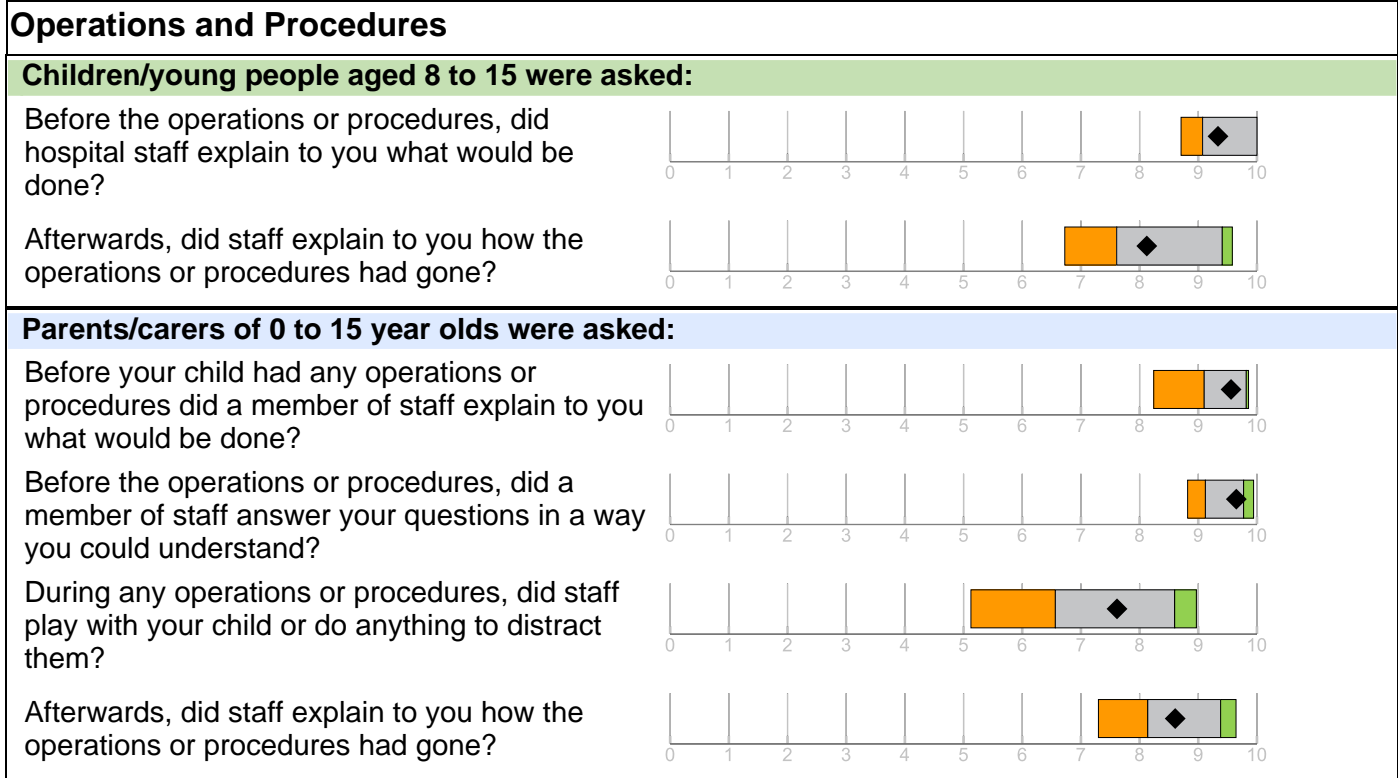 Operations and Procedures
Children/young people aged 8 to 15 were asked:
Before the operations or procedures, did
hospital staff explain to you what would be
done?
0 1 2 3 4 5 6 7 8 9 10
Afterwards, did staff explain to you how the
operations or procedures had gone?
0 1 2 3 4 5 6 7 8 9 10
Parents/carers of 0 to 15 year olds were asked:
Before your child had any operations or
procedures did a member of staff explain to you
what would be done?
0 1 2 3 4 5 6 7 8 9 10
Before the operations or procedures, did a
member of staff answer your questions in a way
you could understand?
0 1 2 3 4 5 6 7 8 9 10
During any operations or procedures, did staff
play with your child or do anything to distract
them?
0 1 2 3 4 5 6 7 8 9 10
Afterwards, did staff explain to you how the
operations or procedures had gone?
0 1 2 3 4 5 6 7 8 9 10